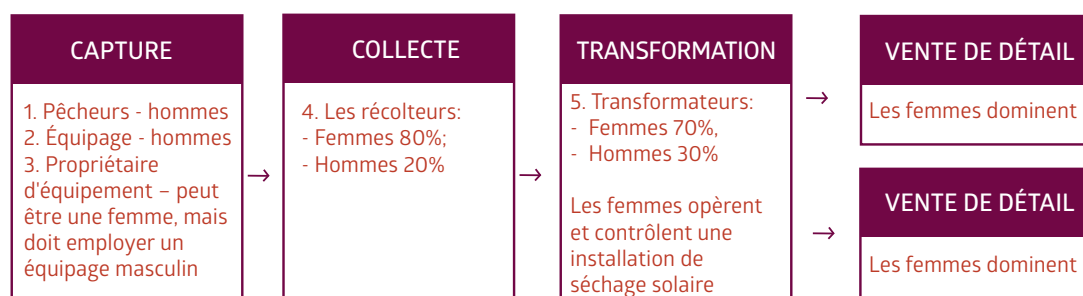 CAPTURE
1. Pêcheurs - hommes
2. Équipage - hommes
3. Propriétaire
d'équipement – peut
être une femme, mais
doit employer un
équipage masculin
→
COLLECTE
4. Les récolteurs:
- Femmes 80%;
- Hommes 20%
→
TRANSFORMATION
5. Transformateurs:
- Femmes 70%,
- Hommes 30%
Les femmes opèrent
et contrôlent une
installation de
séchage solaire
→
VENTE DE DÉTAIL
Les femmes dominent
→
VENTE DE DÉTAIL
Les femmes dominent